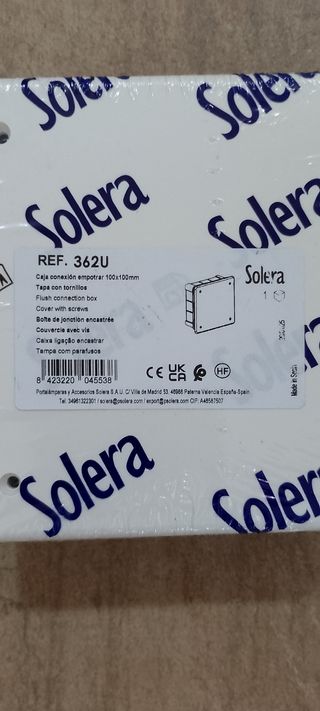 Solera
Solera
Solera
Solera
REF. 362U
Caja conexión empotrar 100x100mm
Tapa con tornillos
Flush connection box
Cover with screws
Boîte de jonction encastrée
Couvercle avec vis
Caixa ligação encastrar
Tampa com parafusos
Solera
1
Made in Spain
8 423220 045538
CE UK CA HF
Portalámparas y Accesorios Solera S.A.U. C/ Villa de Madrid 53. 46988 Paterna Valencia España-Spain
Tel. 34961322301 / solera@psolera.com / export@psolera.com CIF: A46587507
Solera
Solera